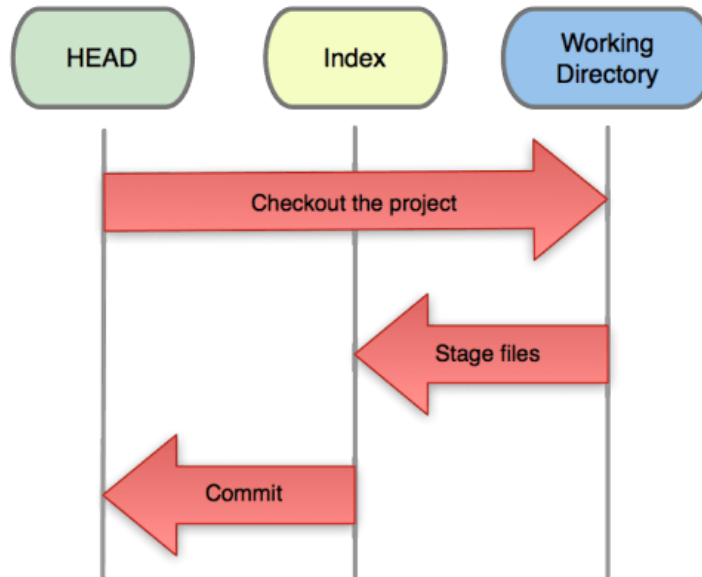 HEAD
Index
Working
Directory
Checkout the project
Stage files
Commit